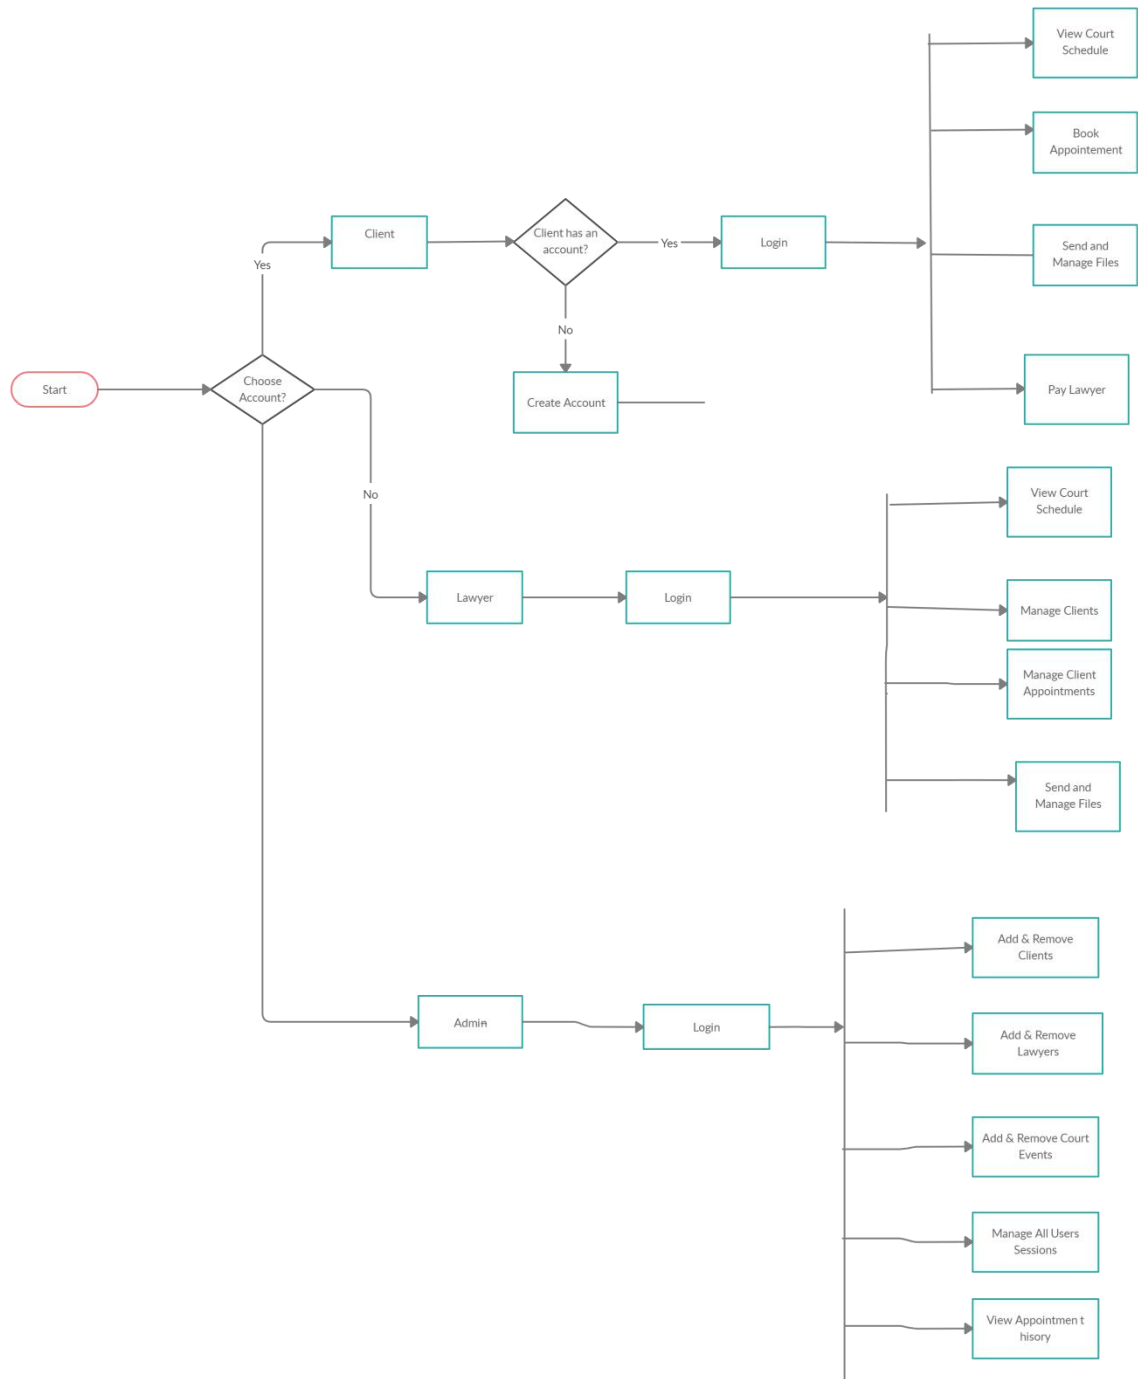 View Court
Schedule
Book
Appointement
Client
Client has an
account?
Yes
Login
Send and
Manage Files
Yes
No
Start
Choose
Account?
Create Account
Pay Lawyer
No
View Court
Schedule
Lawyer
Login
Manage Clients
Manage Client
Appointments
Send and
Manage Files
Add & Remove
Clients
Admin
Login
Add & Remove
Lawyers
Add & Remove Court
Events
Manage All Users
Sessions
View Appointmen t
hisory